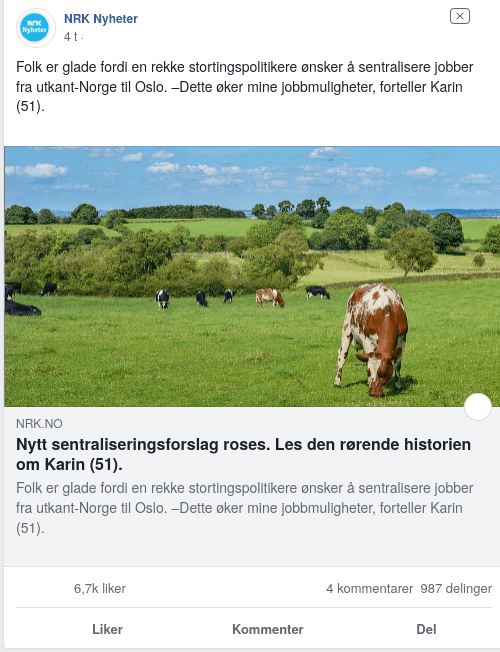 NRK
Nyheter
NRK Nyheter
4 t ·
Folk er glade fordi en rekke stortingspolitikere ønsker å sentralisere jobber
fra utkant-Norge til Oslo. –Dette øker mine jobbmuligheter, forteller Karin
(51).
NRK.NO
Nytt sentraliseringsforslag roses. Les den rørende historien
om Karin (51).
Folk er glade fordi en rekke stortingspolitikere ønsker å sentralisere jobber
fra utkant-Norge til Oslo. –Dette øker mine jobbmuligheter, forteller Karin
(51).
6,7k liker 4 kommentarer 987 delinger
Liker Kommenter Del